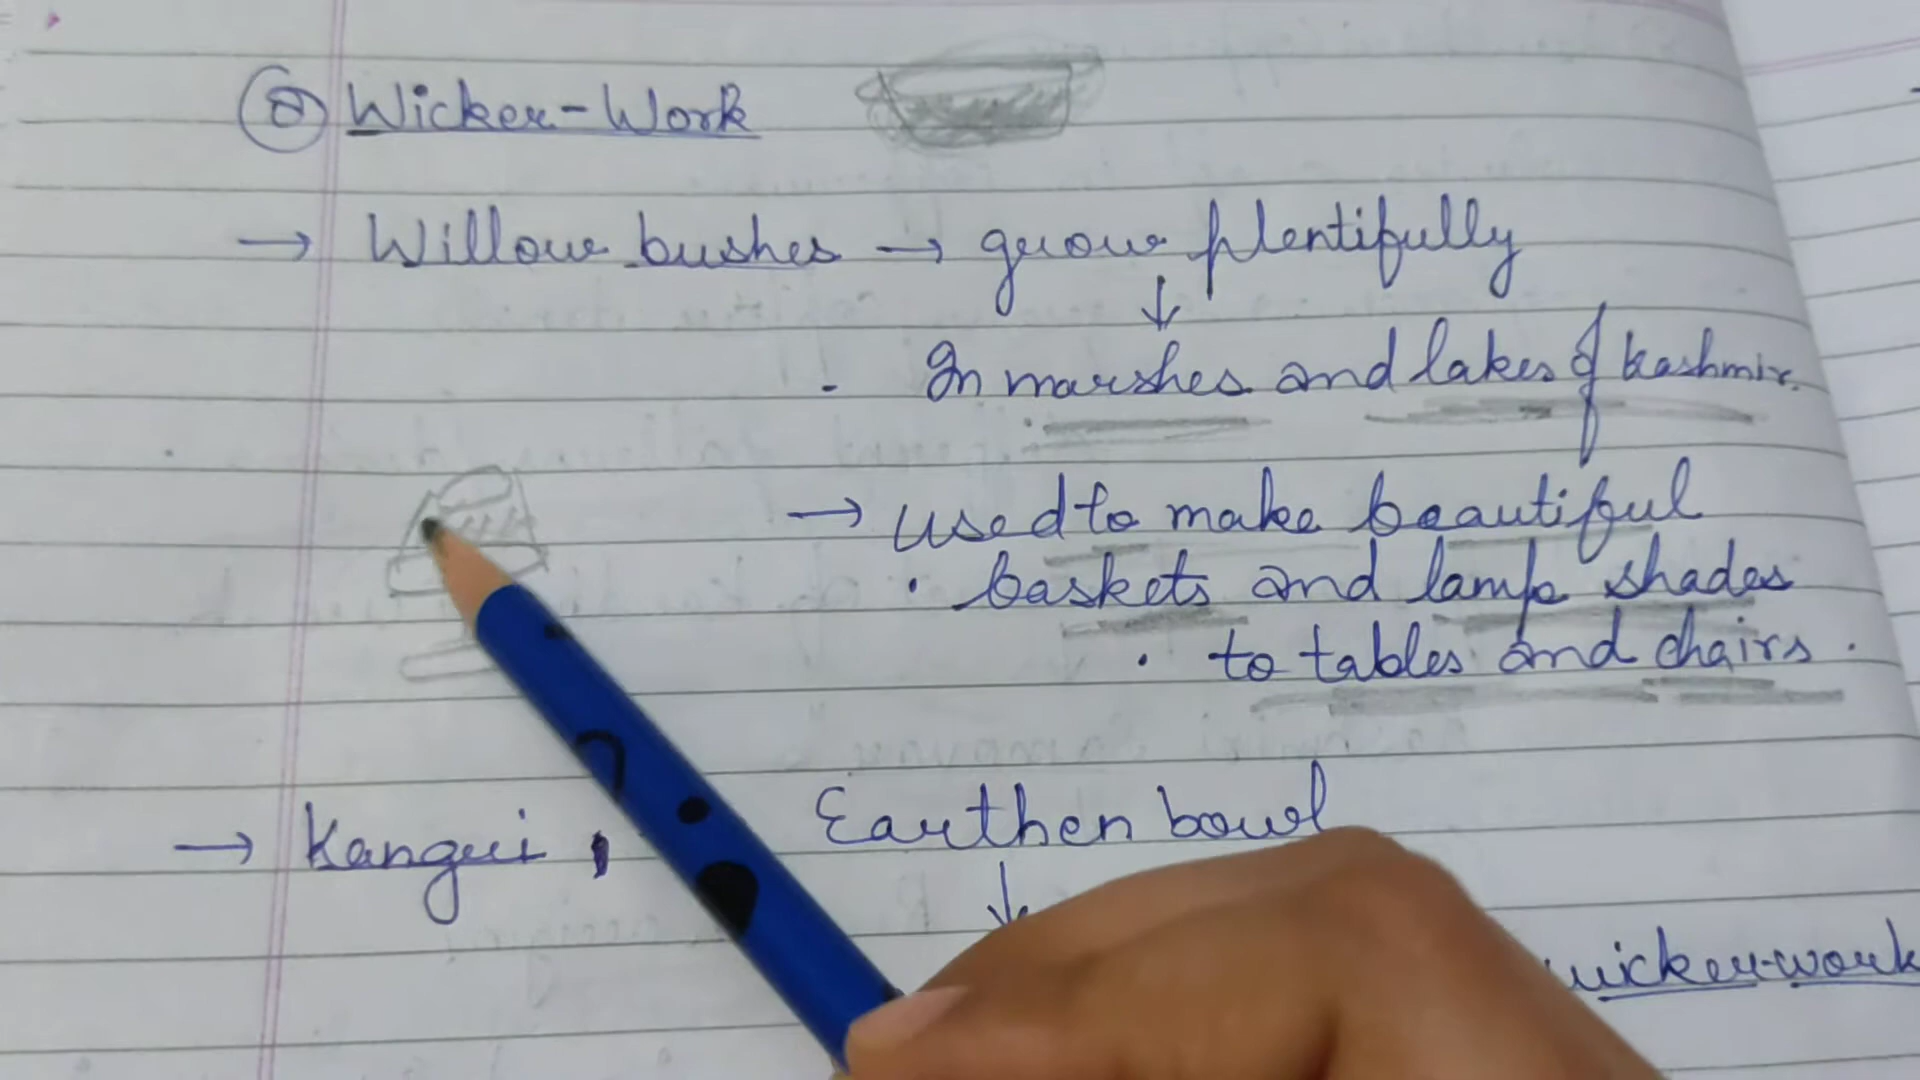 ⑧ Wicker-Work
→ Willow bushes → grow plentifully
↓
In marshes and lakes of kashmir.
→ used to make beautiful
baskets and lamp shades
to tables and chairs.
→ Kangri, Earthen bowl
↓
wicker-work